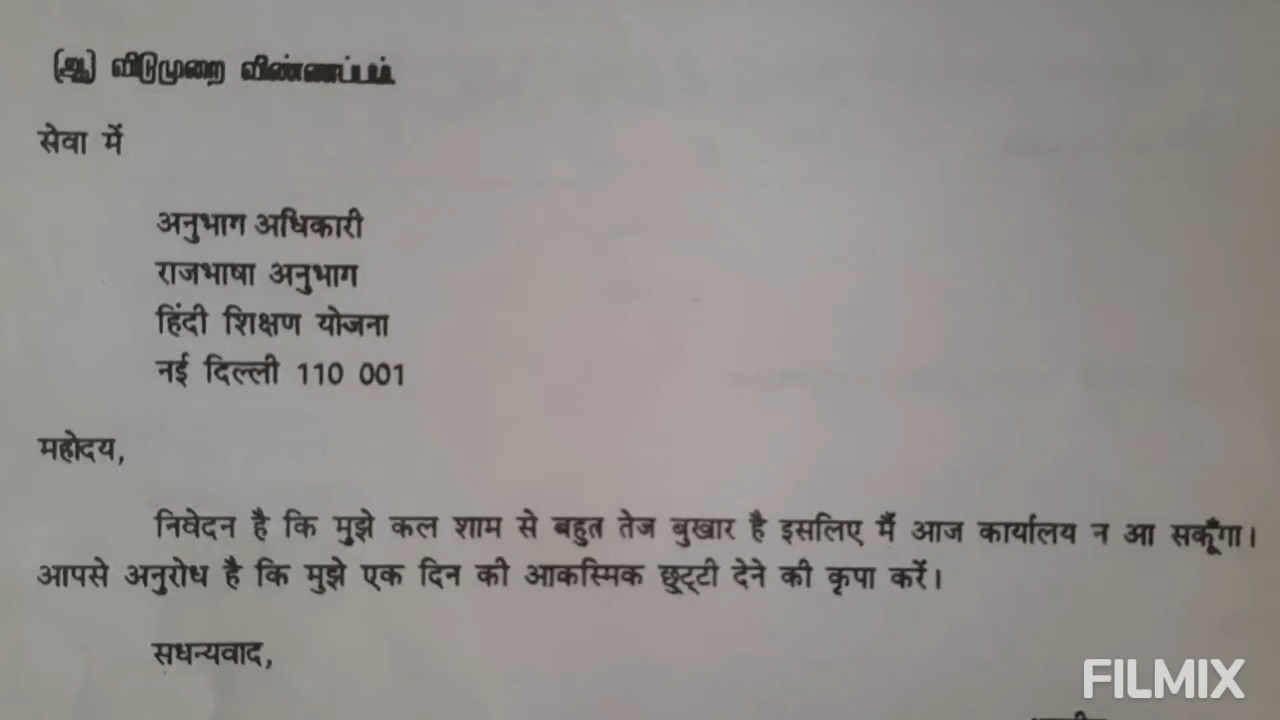 (ஆ) விடுமுறை விண்ணப்பம்
सेवा में
अनुभाग अधिकारी
राजभाषा अनुभाग
हिंदी शिक्षण योजना
नई दिल्ली 110 001
महोदय,
निवेदन है कि मुझे कल शाम से बहुत तेज बुखार है इसलिए मैं आज कार्यालय न आ सकूँगा।
आपसे अनुरोध है कि मुझे एक दिन की आकस्मिक छुट्टी देने की कृपा करें।
सधन्यवाद,
FILMIX